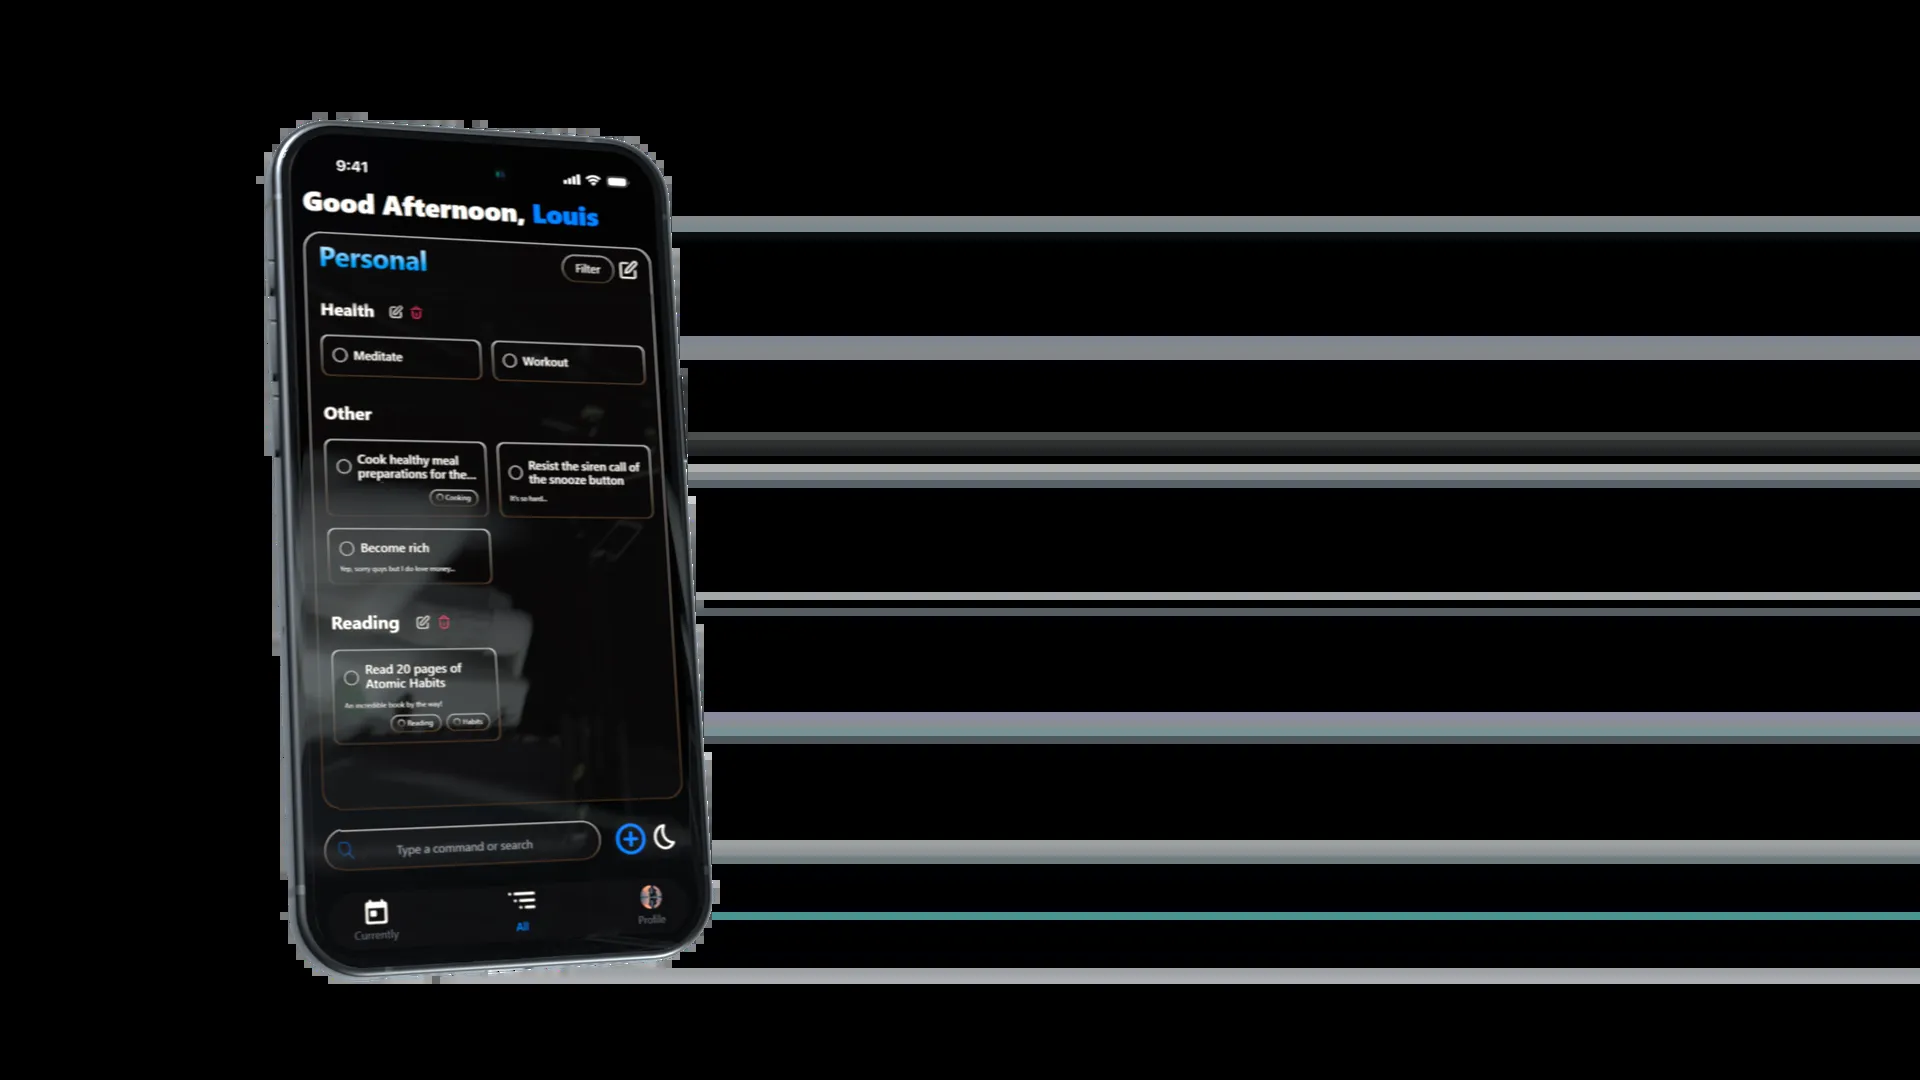 9:41
Good Afternoon, Louis
Personal
Filter
Health
Meditate
Workout
Other
Cook healthy meal
preparations for the...
Cooking
Resist the siren call of
the snooze button
It's so hard...
Become rich
Yep, sorry guys but I do love money...
Reading
Read 20 pages of
Atomic Habits
An incredible book by the way!
Reading
Habits
Type a command or search
Currently
All
Profile